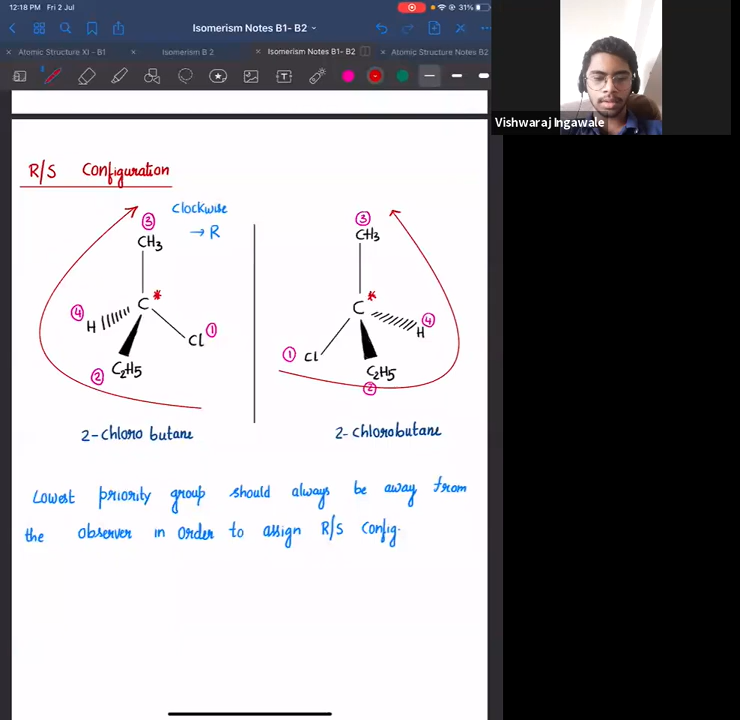 12:18 PM Fri 2 Jul
31%
Isomerism Notes B1- B2
Atomic Structure XI - B1
Isomerism B 2
Isomerism Notes B1- B2
Atomic Structure Notes B2
Vishwaraj Ingawale
R/S Configuration
Clockwise
→ R
3
CH3
C*
4
H
Cl 1
2
C2H5
2-chloro butane
3
CH3
C*
4
H
1 Cl
C2H5
2
2-chlorobutane
Lowest priority group should always be away from
the observer in order to assign R/S config.